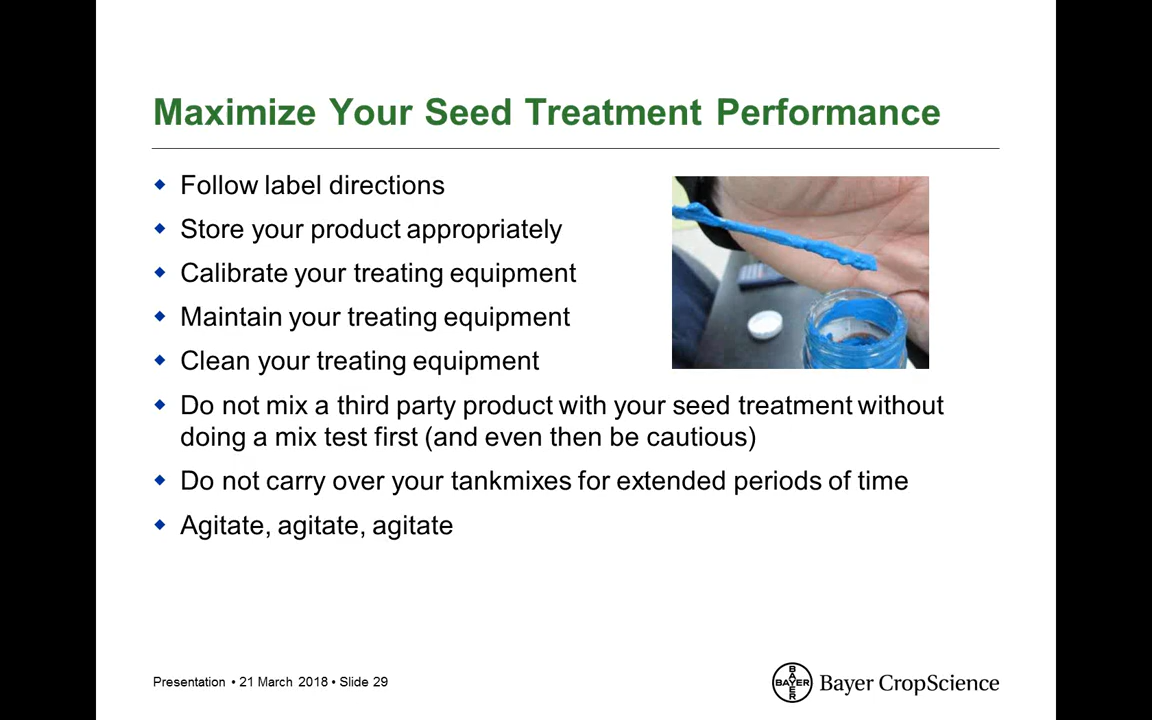 Maximize Your Seed Treatment Performance
Follow label directions
Store your product appropriately
Calibrate your treating equipment
Maintain your treating equipment
Clean your treating equipment
Do not mix a third party product with your seed treatment without
doing a mix test first (and even then be cautious)
Do not carry over your tankmixes for extended periods of time
Agitate, agitate, agitate
Presentation • 21 March 2018 • Slide 29
BAYER
BAYER
Bayer CropScience